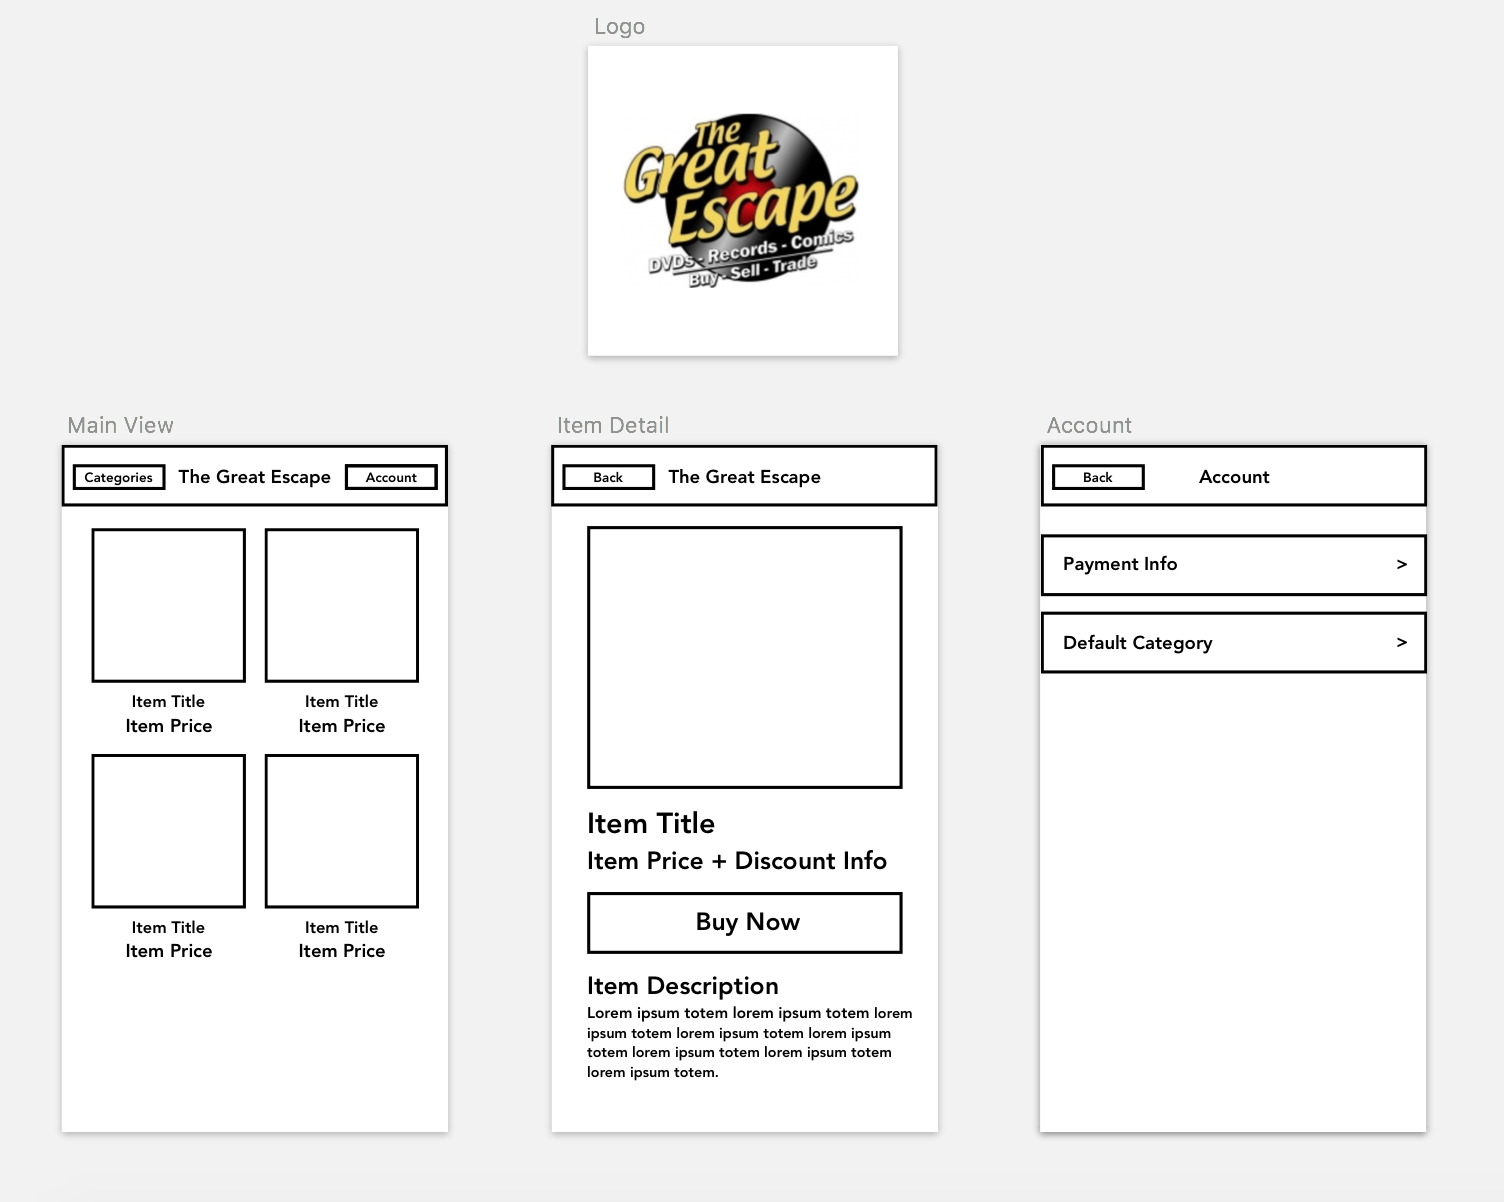 Logo
The
Great
Escape
DVDs - Records - Comics
Buy - Sell - Trade
Main View
Categories
The Great Escape
Account
Item Title
Item Title
Item Price
Item Price
Item Title
Item Title
Item Price
Item Price
Item Detail
Back
The Great Escape
Item Title
Item Price + Discount Info
Buy Now
Item Description
Lorem ipsum totem lorem ipsum totem lorem
ipsum totem lorem ipsum totem lorem ipsum
totem lorem ipsum totem lorem ipsum totem
lorem ipsum totem.
Account
Back
Account
Payment Info >
Default Category >